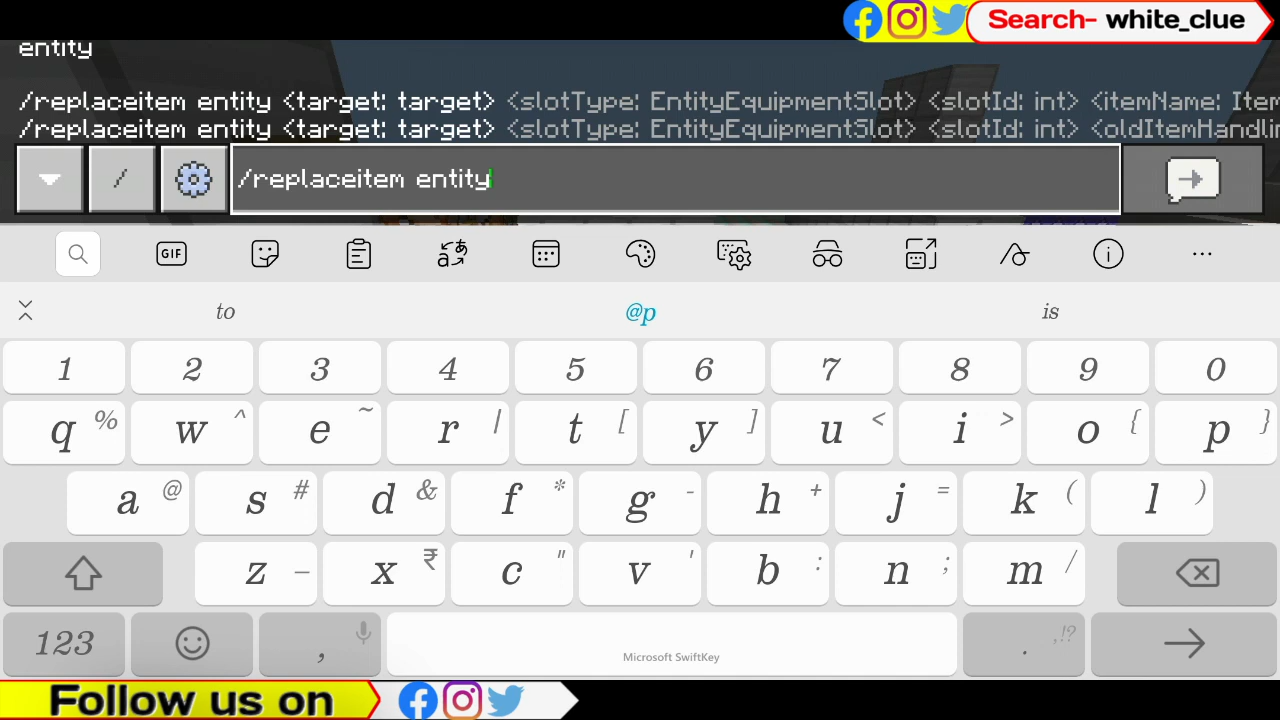 Search- white_clue
entity
/replaceitem entity <target: target> <slotType: EntityEquipmentSlot> <slotId: int> <itemName: Item
/replaceitem entity <target: target> <slotType: EntityEquipmentSlot> <slotId: int> <oldItemHandlin
/ /replaceitem entity
GIF
to @p is
1 2 3 4 5 6 7 8 9 0
q % w ^ e ~ r | t [ y ] u < i > o { p }
a @ s # d & f * g - h + j = k ( l )
z _ x ₹ c " v ' b : n ; m /
123 , Microsoft SwiftKey . ,!?
Follow us on